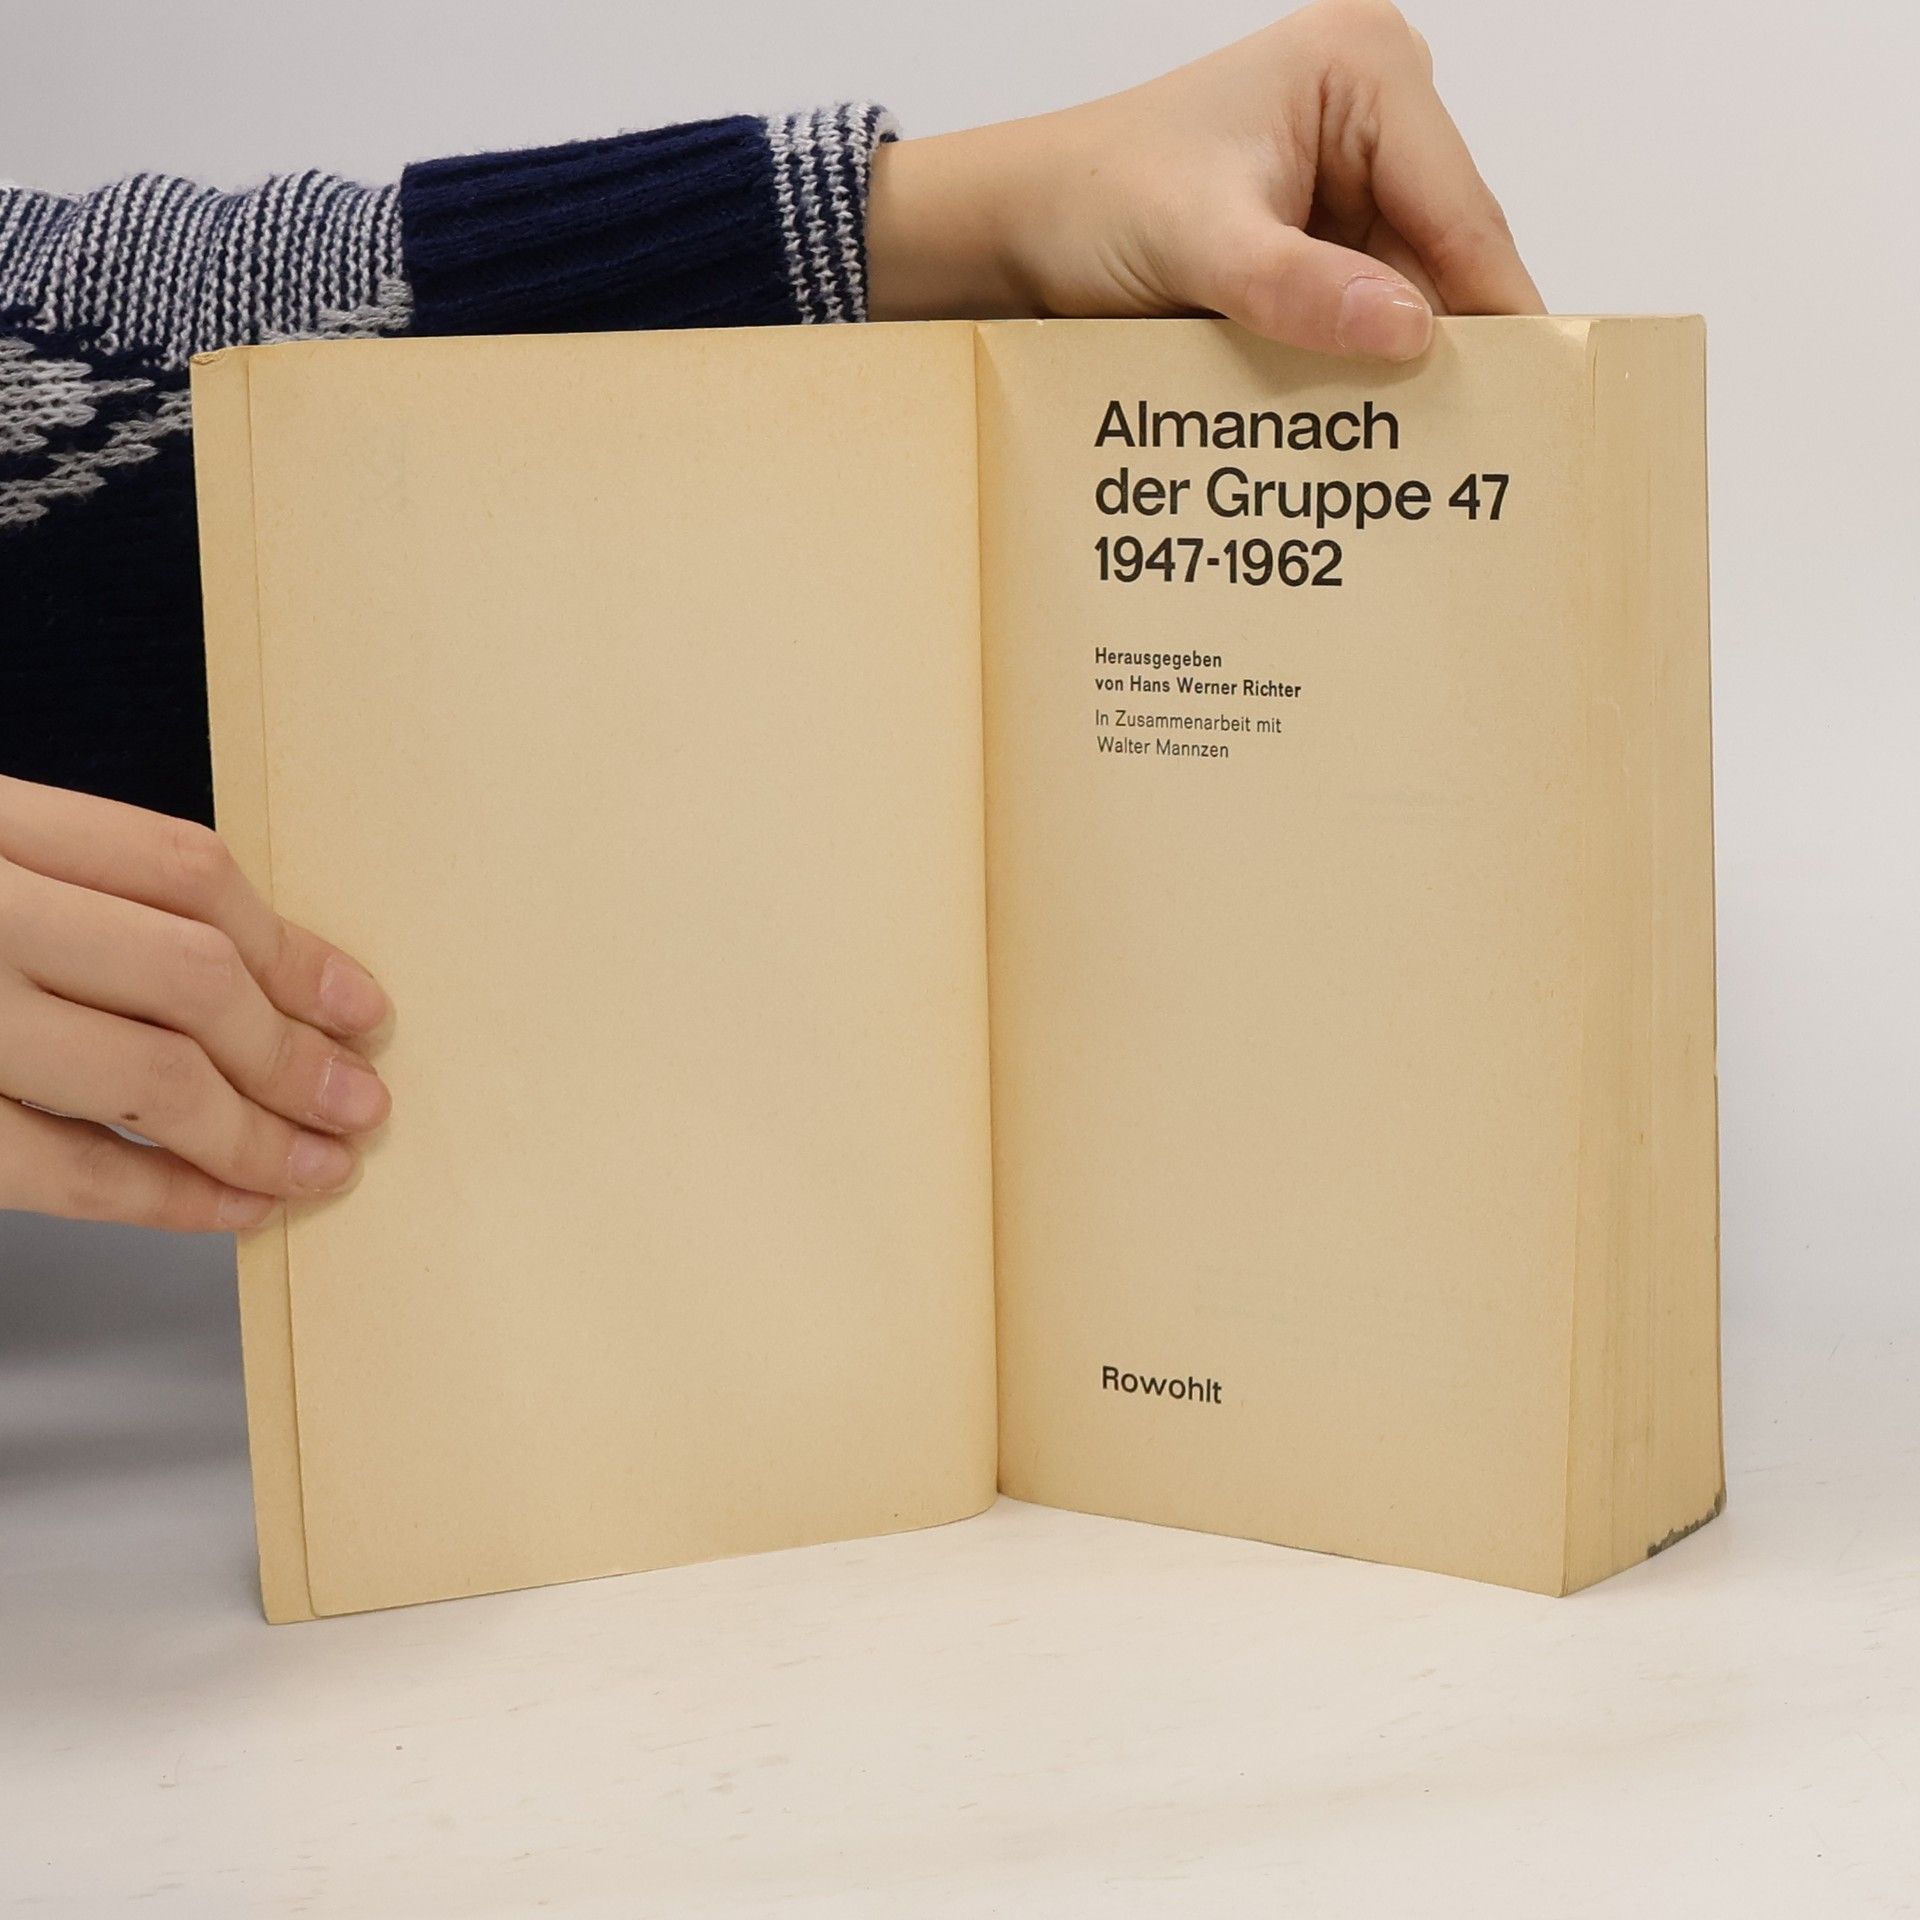 Almanach
der Gruppe 47
1947-1962
Herausgegeben
von Hans Werner Richter
In Zusammenarbeit mit
Walter Mannzen
Rowohlt